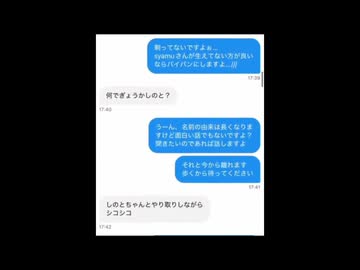 剃ってないですよぉ...
syamuさんが生えてない方が良い
ならパイパンにしますよ...///
17:39
何でぎょうかしのと？
17:40
うーん、名前の由来は長くなりま
すけど面白い話でもないですよ？
聞きたいのであれば話しますよ
それと今から離れます
歩くから待ってください
17:41
しのとちゃんとやり取りしながら
シコシコ
17:42